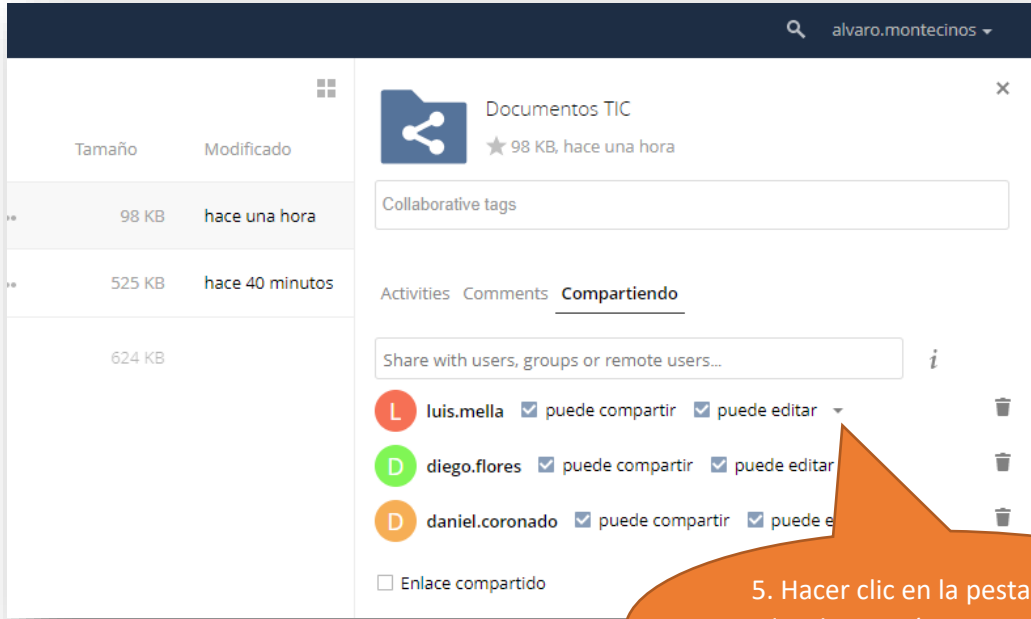 alvaro.montecinos
Documentos TIC
98 KB, hace una hora
Tamaño Modificado
Collaborative tags
98 KB hace una hora
525 KB hace 40 minutos
Activities Comments Compartiendo
624 KB
Share with users, groups or remote users... i
L luis.mella puede compartir puede editar
D diego.flores puede compartir puede editar
D daniel.coronado puede compartir puede e
Enlace compartido
5. Hacer clic en la pesta